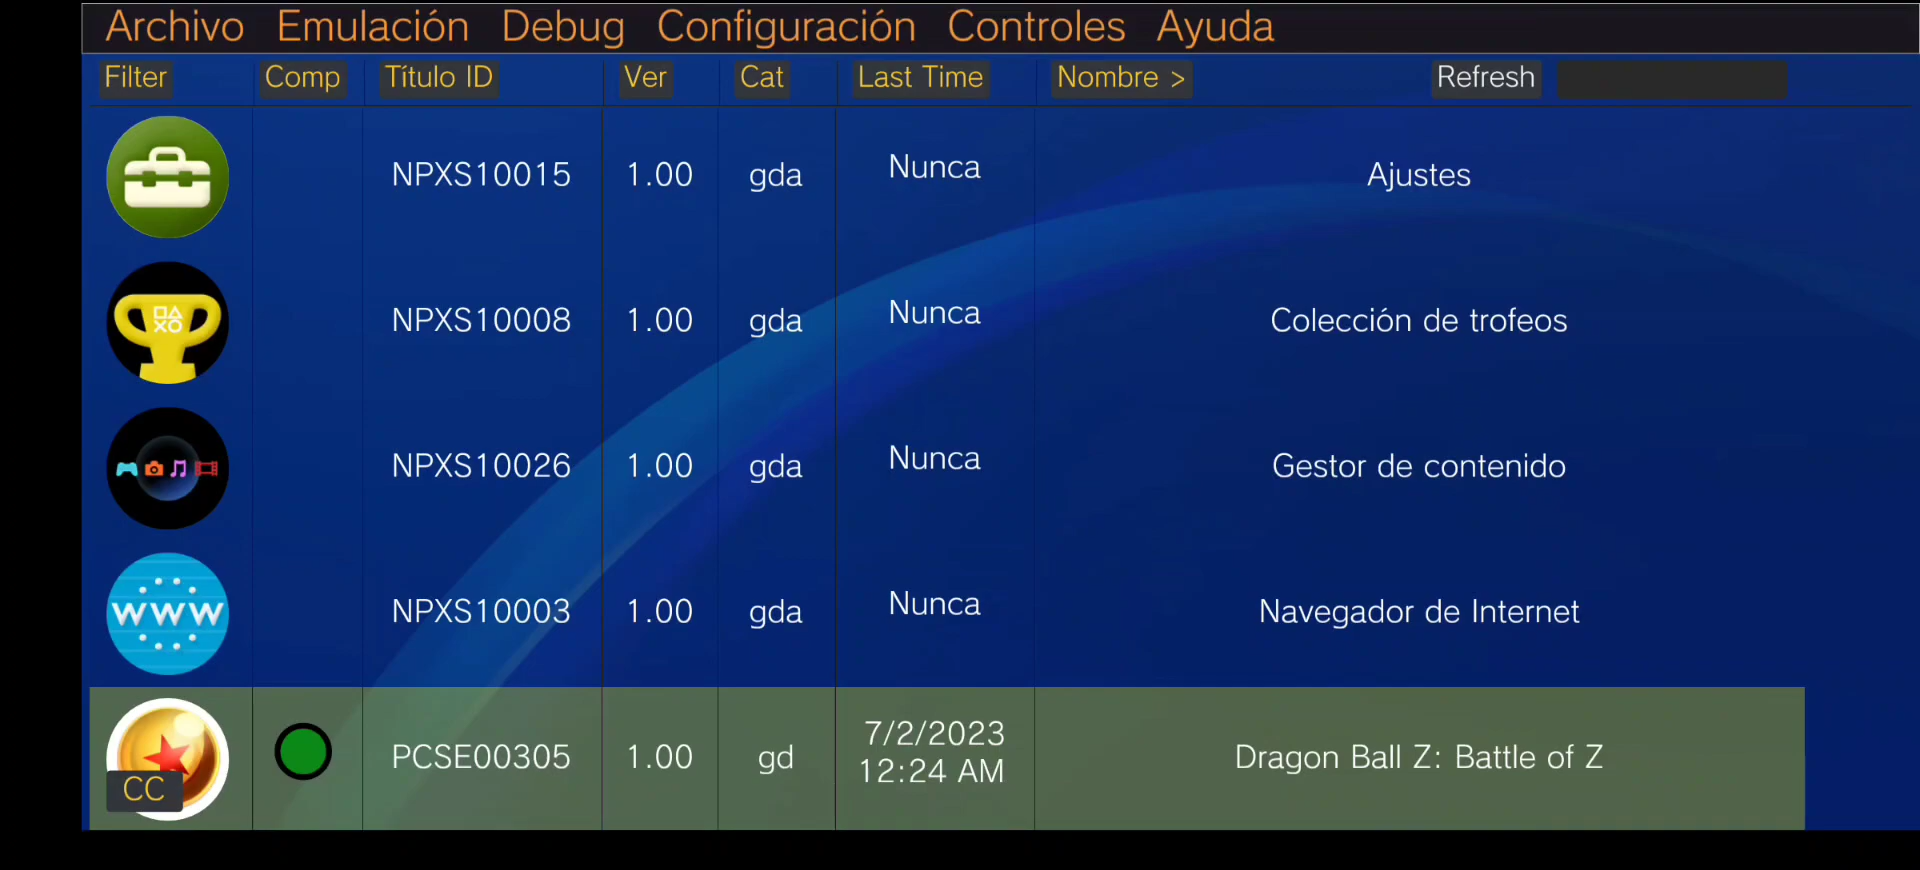 Archivo Emulación Debug Configuración Controles Ayuda
Filter Comp Título ID Ver Cat Last Time Nombre > Refresh
NPXS10015 1.00 gda Nunca Ajustes
NPXS10008 1.00 gda Nunca Colección de trofeos
NPXS10026 1.00 gda Nunca Gestor de contenido
WWW NPXS10003 1.00 gda Nunca Navegador de Internet
CC PCSE00305 1.00 gd 7/2/2023 12:24 AM Dragon Ball Z: Battle of Z